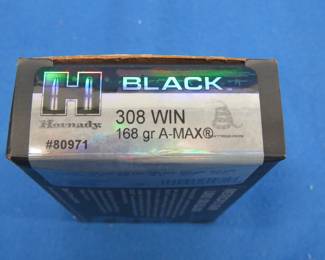 H BLACK
Hornady®
308 WIN
168 gr A-MAX®
#80971